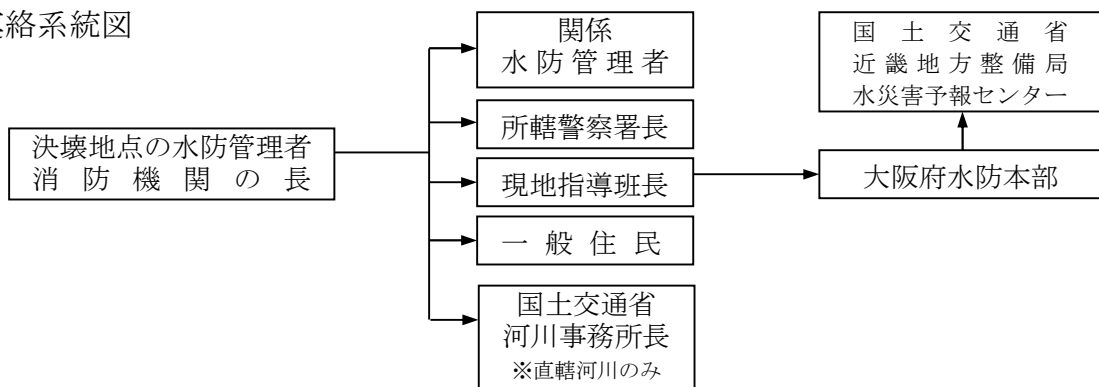 絡系統図
関係
水防管理者
所轄警察署長
決壊地点の水防管理者
消防機関の長
現地指導班長
一般住民
国土交通省
河川事務所長
※直轄河川のみ
国土交通省
近畿地方整備局
水災害予報センター
大阪府水防本部